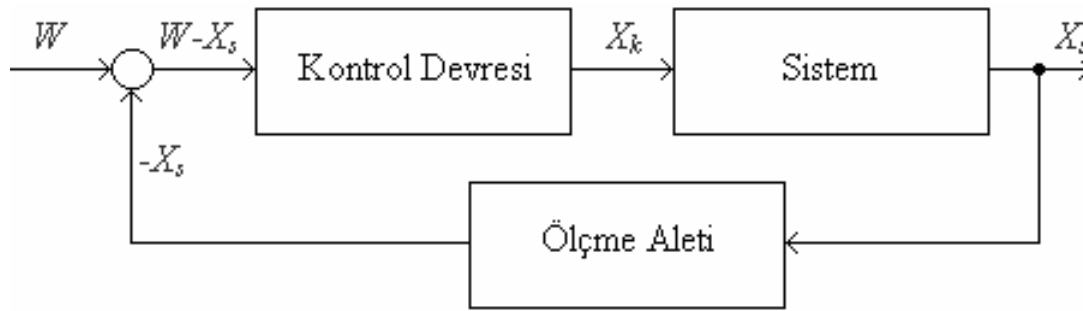 W
W-Xs
Kontrol Devresi
Xk
Sistem
Xs
-Xs
Ölçme Aleti